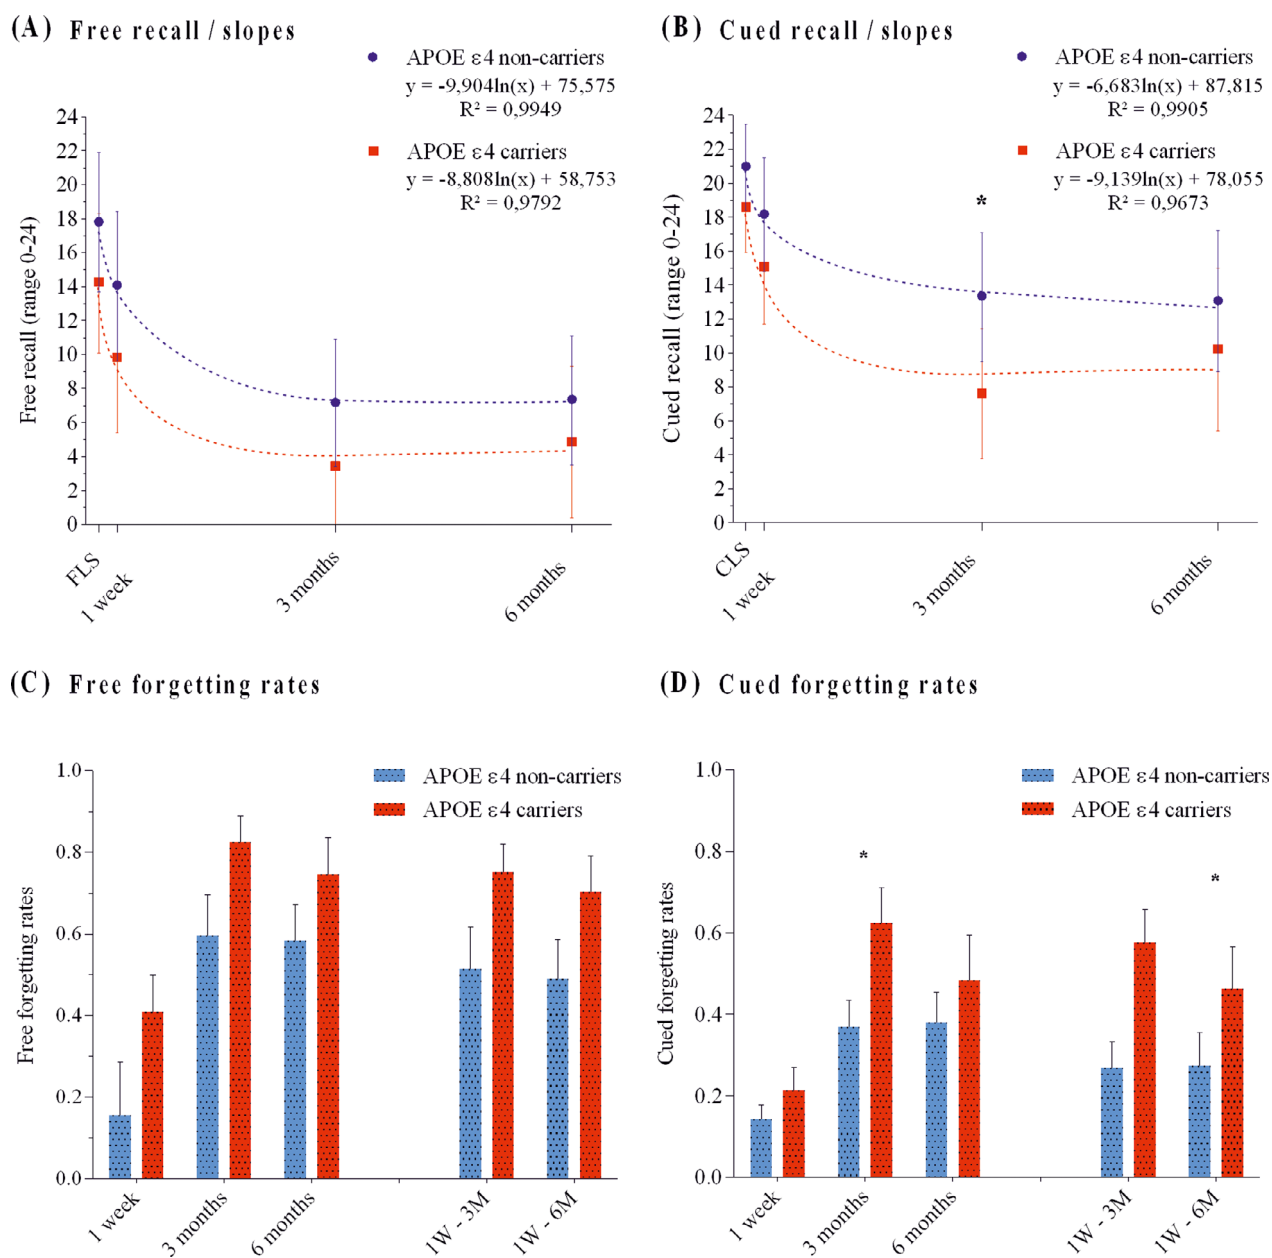 (A) Free recall / slopes
APOE ε4 non-carriers
y = -9,904ln(x) + 75,575
R² = 0,9949
APOE ε4 carriers
y = -8,808ln(x) + 58,753
R² = 0,9792
Free recall (range 0-24)
24
22
20
18
16
14
12
10
8
6
4
2
0
FLS
1 week
3 months
6 months
(B) Cued recall / slopes
APOE ε4 non-carriers
y = -6,683ln(x) + 87,815
R² = 0,9905
APOE ε4 carriers
y = -9,139ln(x) + 78,055
R² = 0,9673
*
Cued recall (range 0-24)
24
22
20
18
16
14
12
10
8
6
4
2
0
CLS
1 week
3 months
6 months
(C) Free forgetting rates
APOE ε4 non-carriers
APOE ε4 carriers
Free forgetting rates
1.0
0.8
0.6
0.4
0.2
0.0
1 week
3 months
6 months
1W - 3M
1W - 6M
(D) Cued forgetting rates
APOE ε4 non-carriers
APOE ε4 carriers
*
*
Cued forgetting rates
1.0
0.8
0.6
0.4
0.2
0.0
1 week
3 months
6 months
1W - 3M
1W - 6M